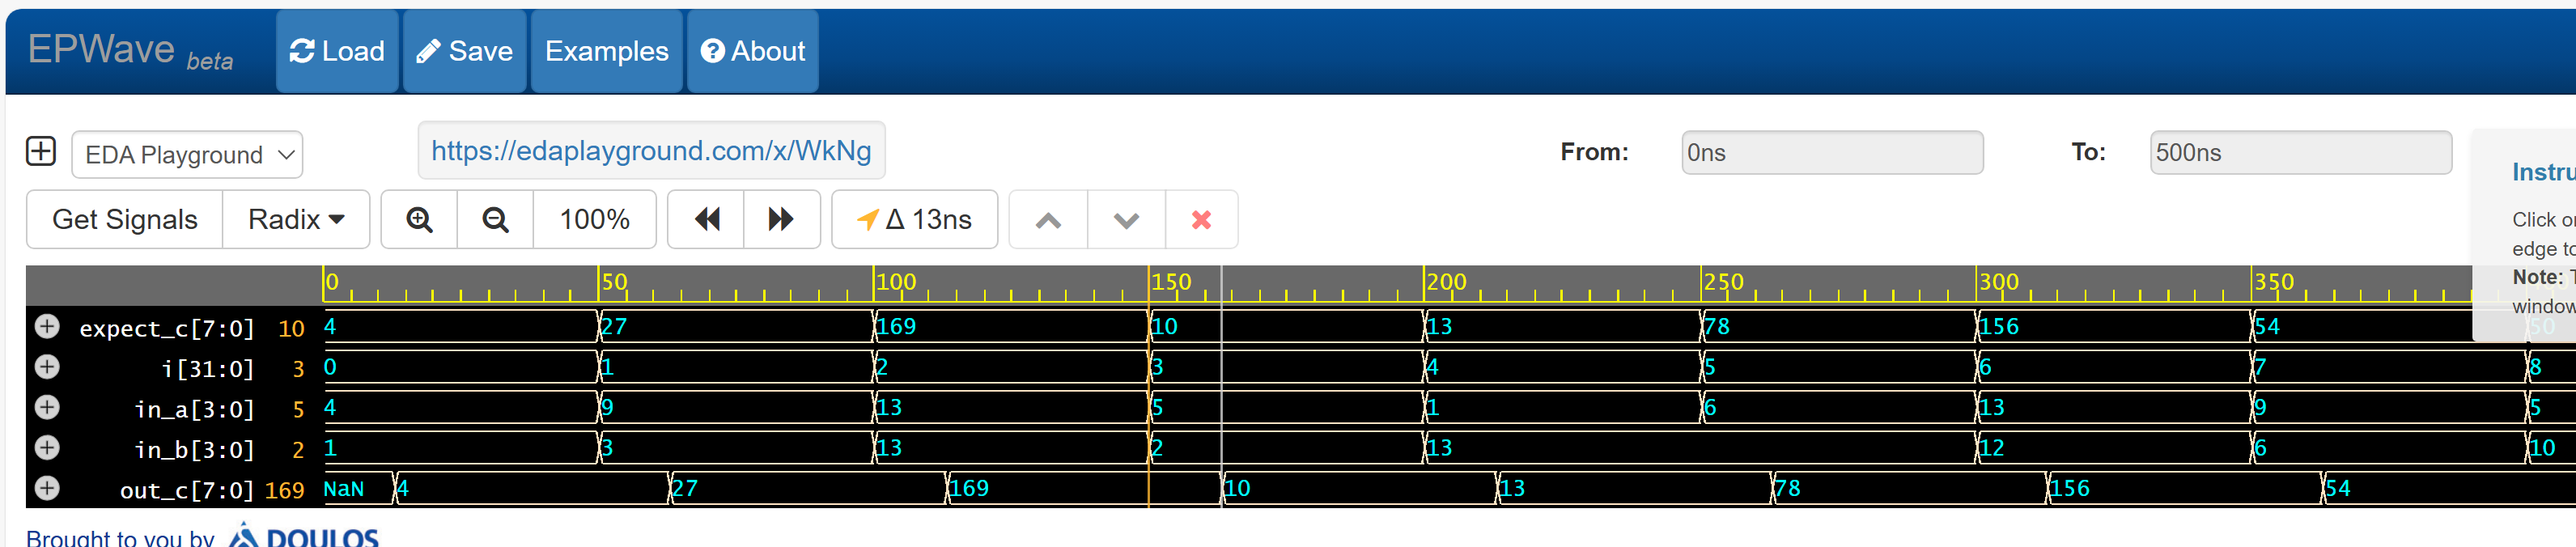 EPWave beta Load Save Examples About
EDA Playground https://edaplayground.com/x/WkNg From: 0ns To: 500ns
Instru
Get Signals Radix 100% Δ 13ns
Click or
edge to
Note: T
window
0 50 100 150 200 250 300 350
expect_c[7:0] 10 4 27 169 10 13 78 156 54 50
i[31:0] 3 0 1 2 3 4 5 6 7 8
in_a[3:0] 5 4 9 13 5 1 6 13 9 5
in_b[3:0] 2 1 3 13 2 13 12 6 10
out_c[7:0] 169 NaN 4 27 169 10 13 78 156 54
Brought to you by DOULOS